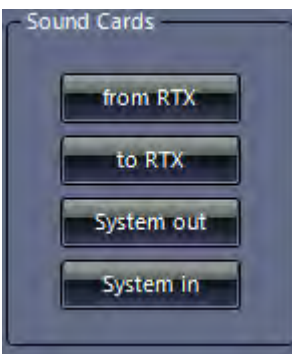 Sound Cards
from RTX
to RTX
System out
System in